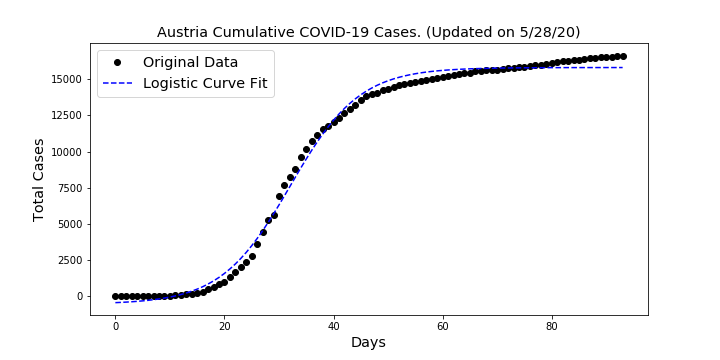 Austria Cumulative COVID-19 Cases. (Updated on 5/28/20)
Original Data
Logistic Curve Fit
Total Cases
15000
12500
10000
7500
5000
2500
0
0 20 40 60 80
Days